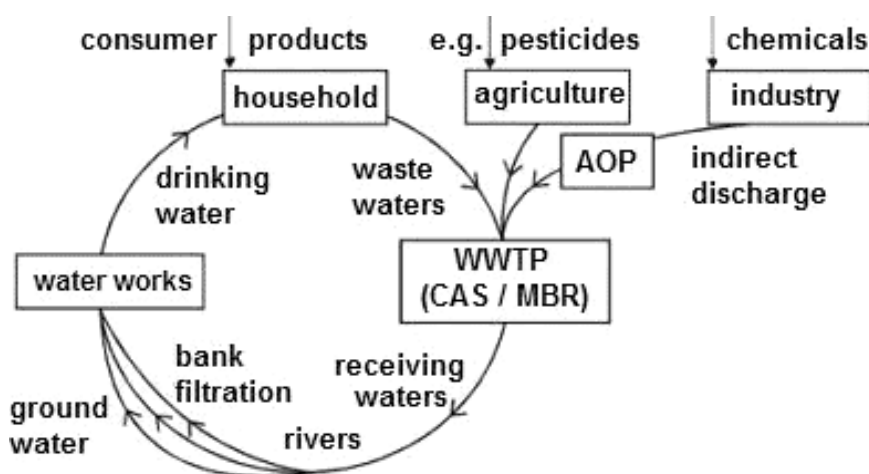 consumer products
e.g. pesticides
chemicals
household
agriculture
industry
AOP
indirect
discharge
drinking
water
waste
waters
WWTP
(CAS / MBR)
water works
bank
filtration
receiving
waters
ground
water
rivers